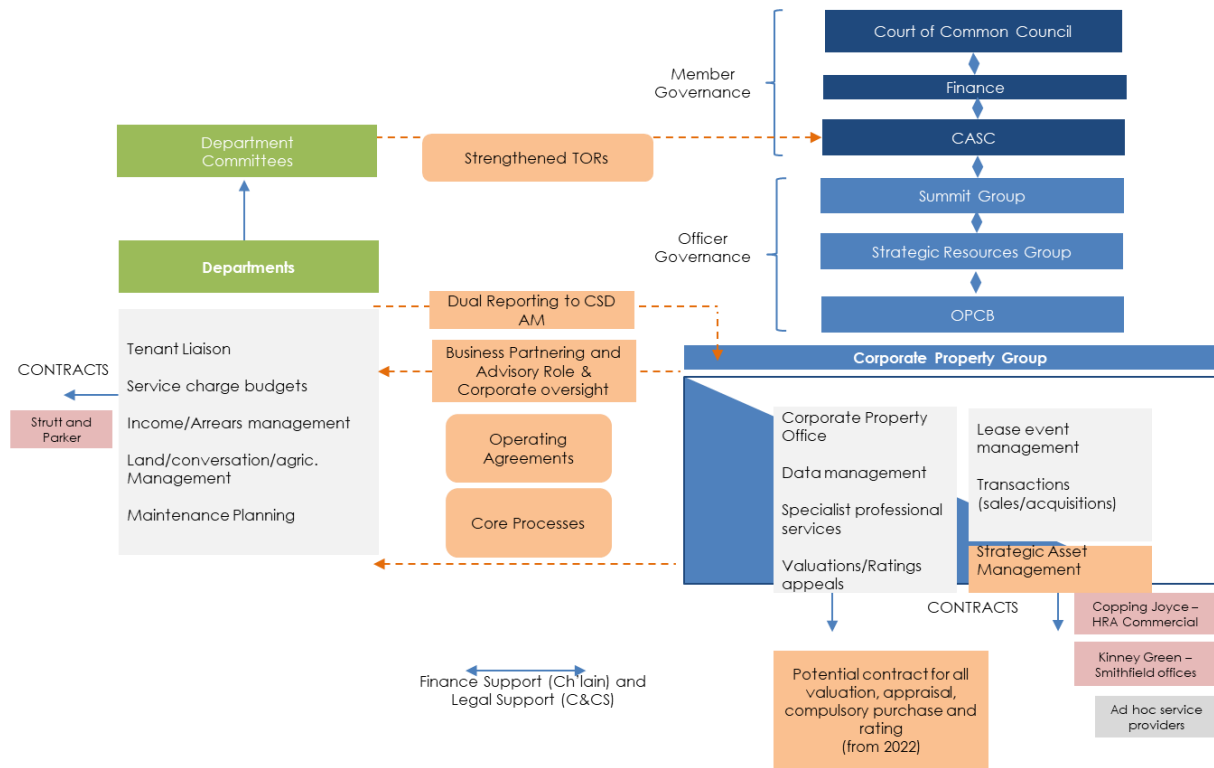 Court of Common Council
Member
Governance
Finance
Department
Committees
Strengthened TORs
CASC
Summit Group
Officer
Governance
Strategic Resources Group
Departments
OPCB
Dual Reporting to CSD
AM
Corporate Property Group
Tenant Liaison
Service charge budgets
Income/Arrears management
Land/conversation/agric.
Management
Maintenance Planning
CONTRACTS
Strutt and
Parker
Business Partnering and
Advisory Role &
Corporate oversight
Operating
Agreements
Core Processes
Corporate Property
Office
Data management
Specialist professional
services
Valuations/Ratings
appeals
Lease event
management
Transactions
(sales/acquisitions)
Strategic Asset
Management
CONTRACTS
Copping Joyce –
HRA Commercial
Kinney Green –
Smithfield offices
Ad hoc service
providers
Finance Support (Ch'lain) and
Legal Support (C&CS)
Potential contract for all
valuation, appraisal,
compulsory purchase and
rating
(from 2022)